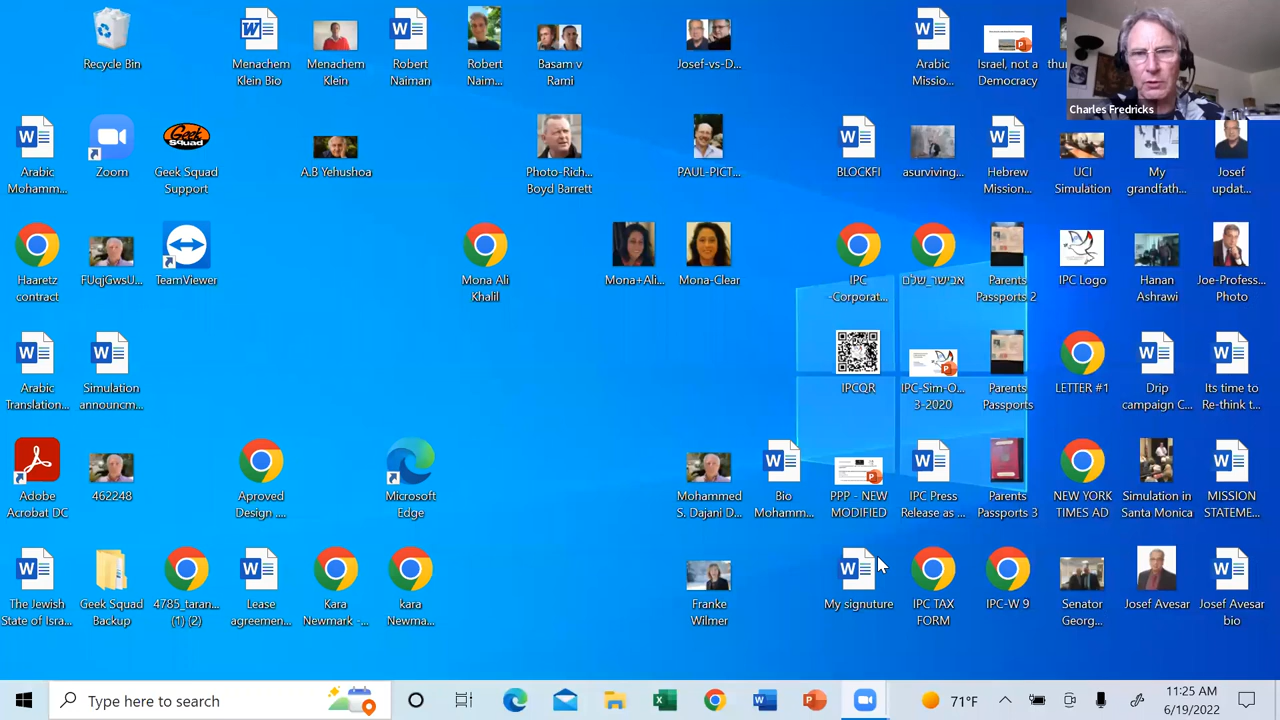 Recycle Bin
Menachem
Klein Bio
Menachem
Klein
Robert
Naiman
Robert
Naim...
Basam v
Rami
Josef-vs-D...
Arabic
Missio...
Israel, not a
Democracy
Charles Fredricks
Arabic
Mohamm...
Zoom
Geek
Squad
Geek Squad
Support
A.B Yehushoa
Photo-Rich...
Boyd Barrett
PAUL-PICT...
BLOCKFI
asurviving...
Hebrew
Mission...
UCI
Simulation
My
grandfath...
Josef
updat...
Haaretz
contract
FUqjGwsU...
TeamViewer
Mona Ali
Khalil
Mona+Ali...
Mona-Clear
IPC
-Corporat...
אבישר_שלם
Parents
Passports 2
IPC Logo
Hanan
Ashrawi
Joe-Profess...
Photo
Arabic
Translation...
Simulation
announcm...
IPCQR
IPC-Sim-O...
3-2020
Parents
Passports
LETTER #1
Drip
campaign C...
Its time to
Re-think t...
Adobe
Acrobat DC
462248
Aproved
Design ....
Microsoft
Edge
Mohammed
S. Dajani D...
Bio
Mohamm...
PPP - NEW
MODIFIED
IPC Press
Release as ...
Parents
Passports 3
NEW YORK
TIMES AD
Simulation in
Santa Monica
MISSION
STATEME...
The Jewish
State of Isra...
Geek Squad
Backup
4785_taran...
(1) (2)
Lease
agreemen...
Kara
Newmark -...
kara
Newma...
Franke
Wilmer
My signuture
IPC TAX
FORM
IPC-W 9
Senator
Georg...
Josef Avesar
Josef Avesar
bio
Type here to search
71°F
11:25 AM
6/19/2022